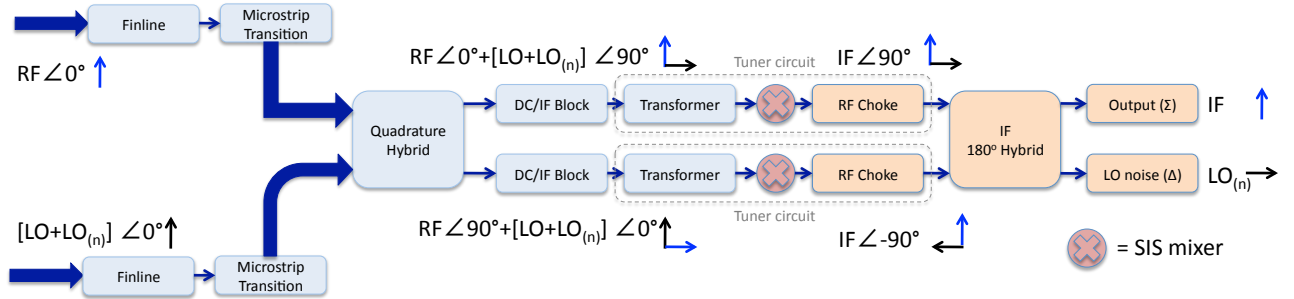 Finline
Microstrip
Transition
RF∠0°
RF∠0°+[LO+LO(n)] ∠90°
IF∠90°
Tuner circuit
DC/IF Block
Transformer
RF Choke
Output (Σ)
IF
Quadrature
Hybrid
IF
180° Hybrid
DC/IF Block
Transformer
RF Choke
LO noise (Δ)
LO(n)
Tuner circuit
[LO+LO(n)] ∠0°
RF∠90°+[LO+LO(n)] ∠0°
IF∠-90°
= SIS mixer
Finline
Microstrip
Transition